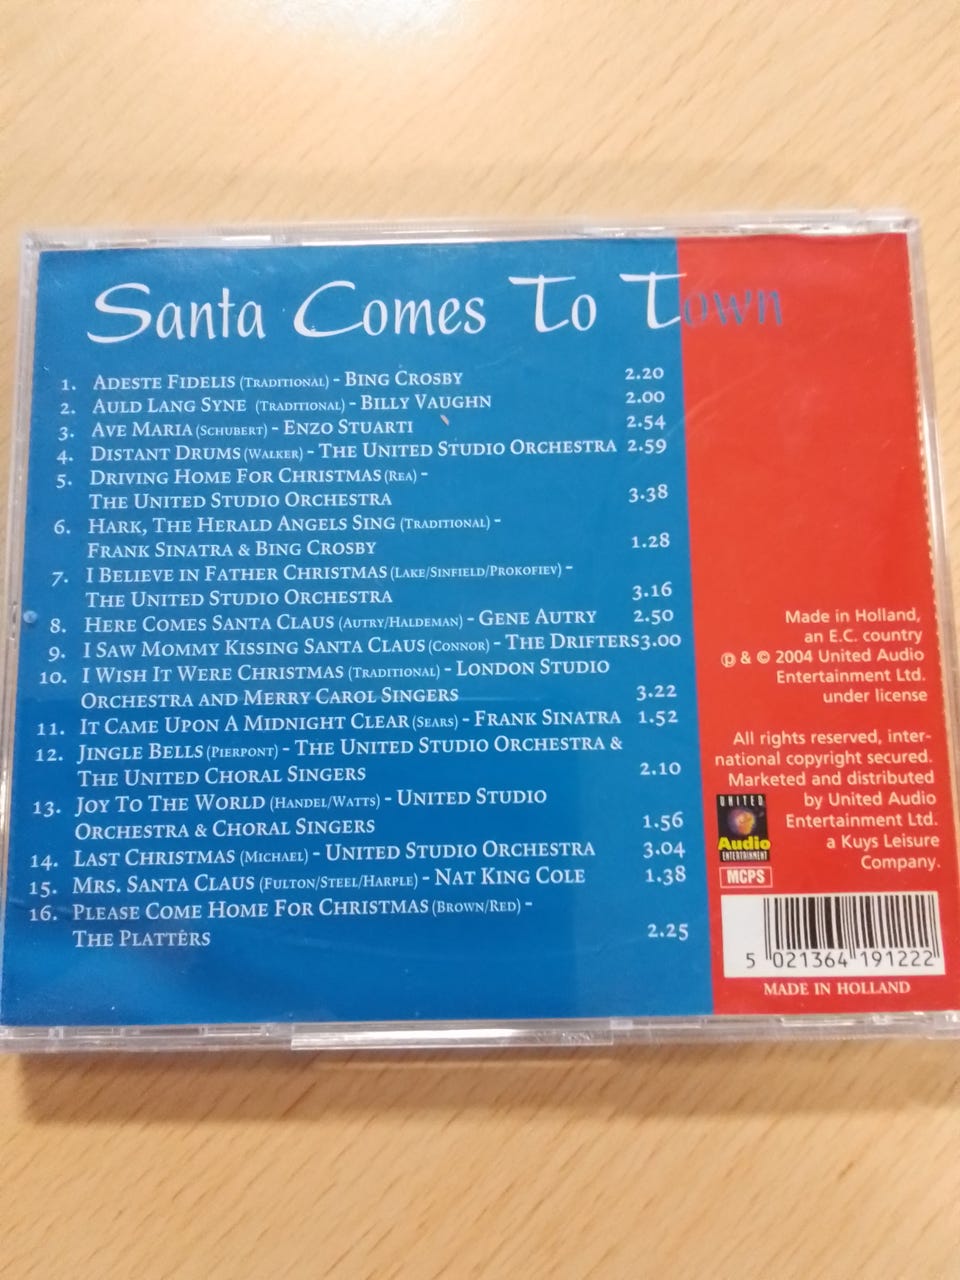 Santa Comes To Town
1. ADESTE FIDELIS (TRADITIONAL) - BING CROSBY 2.20
2. AULD LANG SYNE (TRADITIONAL) - BILLY VAUGHN 2.00
3. AVE MARIA (SCHUBERT) - ENZO STUARTI 2.54
4. DISTANT DRUMS (WALKER) - THE UNITED STUDIO ORCHESTRA 2.59
5. DRIVING HOME FOR CHRISTMAS (REA) -
THE UNITED STUDIO ORCHESTRA 3.38
6. HARK, THE HERALD ANGELS SING (TRADITIONAL) -
FRANK SINATRA & BING CROSBY 1.28
7. I BELIEVE IN FATHER CHRISTMAS (LAKE/SINFIELD/PROKOFIEV) -
THE UNITED STUDIO ORCHESTRA 3.16
8. HERE COMES SANTA CLAUS (AUTRY/HALDEMAN) - GENE AUTRY 2.50
9. I SAW MOMMY KISSING SANTA CLAUS (CONNOR) - THE DRIFTERS 3.00
10. I WISH IT WERE CHRISTMAS (TRADITIONAL) - LONDON STUDIO
ORCHESTRA AND MERRY CAROL SINGERS 3.22
11. IT CAME UPON A MIDNIGHT CLEAR (SEARS) - FRANK SINATRA 1.52
12. JINGLE BELLS (PIERPONT) - THE UNITED STUDIO ORCHESTRA &
THE UNITED CHORAL SINGERS 2.10
13. JOY TO THE WORLD (HANDEL/WATTS) - UNITED STUDIO
ORCHESTRA & CHORAL SINGERS 1.56
14. LAST CHRISTMAS (MICHAEL) - UNITED STUDIO ORCHESTRA 3.04
15. MRS. SANTA CLAUS (FULTON/STEEL/HARPLE) - NAT KING COLE 1.38
16. PLEASE COME HOME FOR CHRISTMAS (BROWN/RED) -
THE PLATTERS 2.25
Made in Holland,
an E.C. country
℗ & © 2004 United Audio
Entertainment Ltd.
under license
All rights reserved, inter-
national copyright secured.
Marketed and distributed
by United Audio
Entertainment Ltd.
a Kuys Leisure
Company.
UNITED
Audio
ENTERTAINMENT
MCPS
5 021364 191222
MADE IN HOLLAND